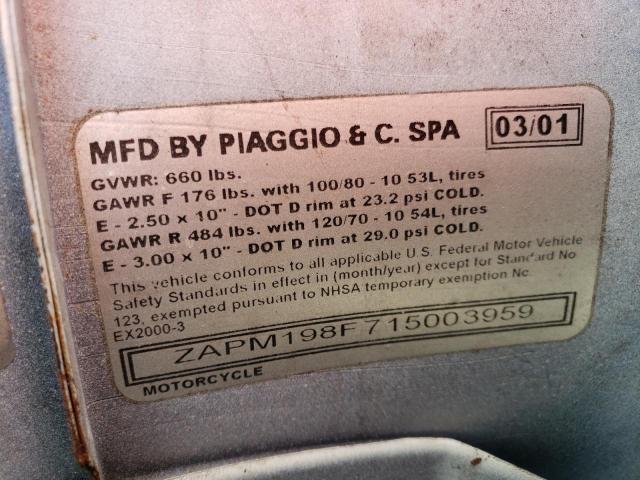 MFD BY PIAGGIO & C. SPA 03/01
GVWR: 660 lbs.
GAWR F 176 lbs. with 100/80 - 10 53L, tires
E - 2.50 x 10" - DOT D rim at 23.2 psi COLD.
GAWR R 484 lbs. with 120/70 - 10 54L, tires
E - 3.00 x 10" - DOT D rim at 29.0 psi COLD.
This vehicle conforms to all applicable U.S. Federal Motor Vehicle
Safety Standards in effect in (month/year) except for Standard No
123, exempted pursuant to NHSA temporary exemption Nc
EX2000-3
ZAPM198F715003959
MOTORCYCLE